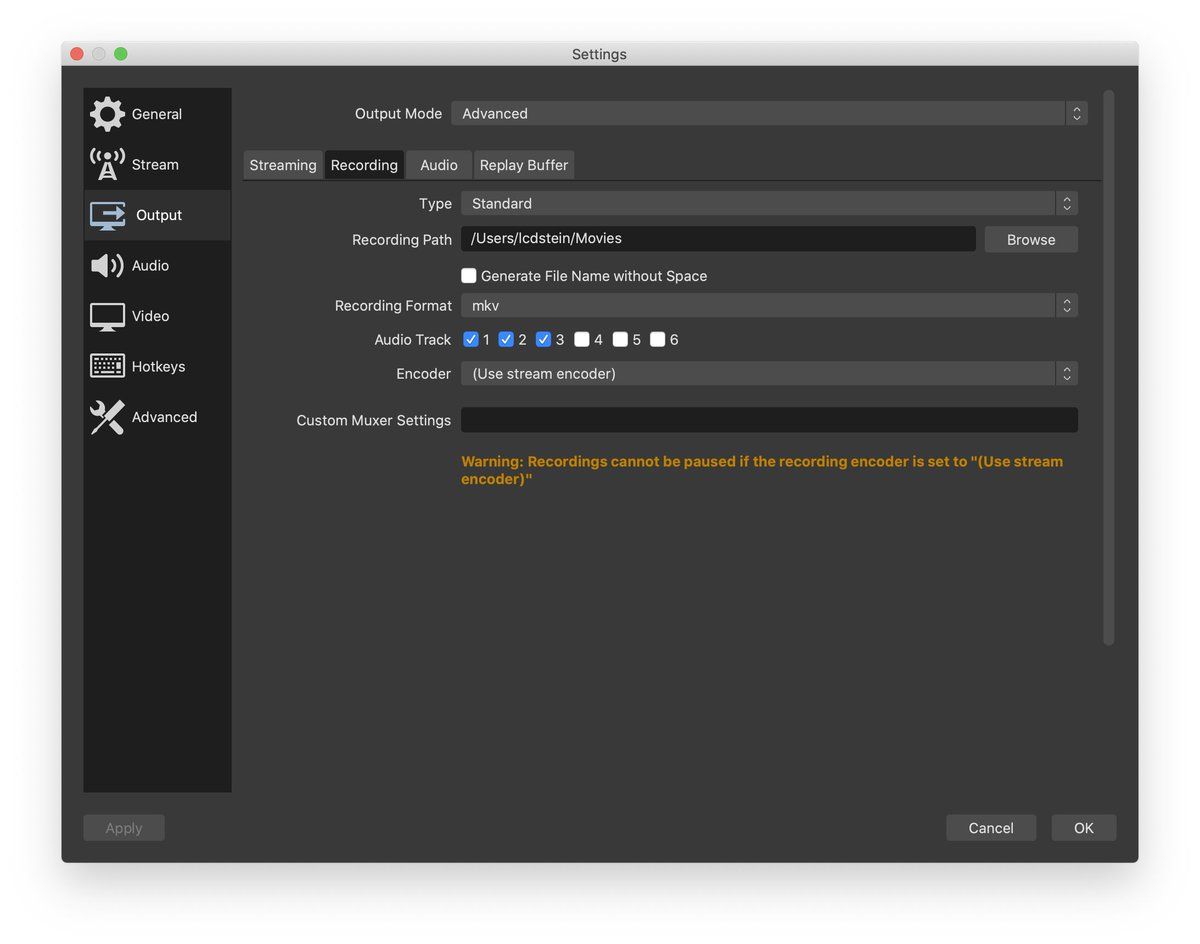 Settings
General
Stream
Output
Audio
Video
Hotkeys
Advanced
Output Mode Advanced
Streaming Recording Audio Replay Buffer
Type Standard
Recording Path /Users/lcdstein/Movies Browse
Generate File Name without Space
Recording Format mkv
Audio Track 1 2 3 4 5 6
Encoder (Use stream encoder)
Custom Muxer Settings
Warning: Recordings cannot be paused if the recording encoder is set to "(Use stream
encoder)"
Apply Cancel OK